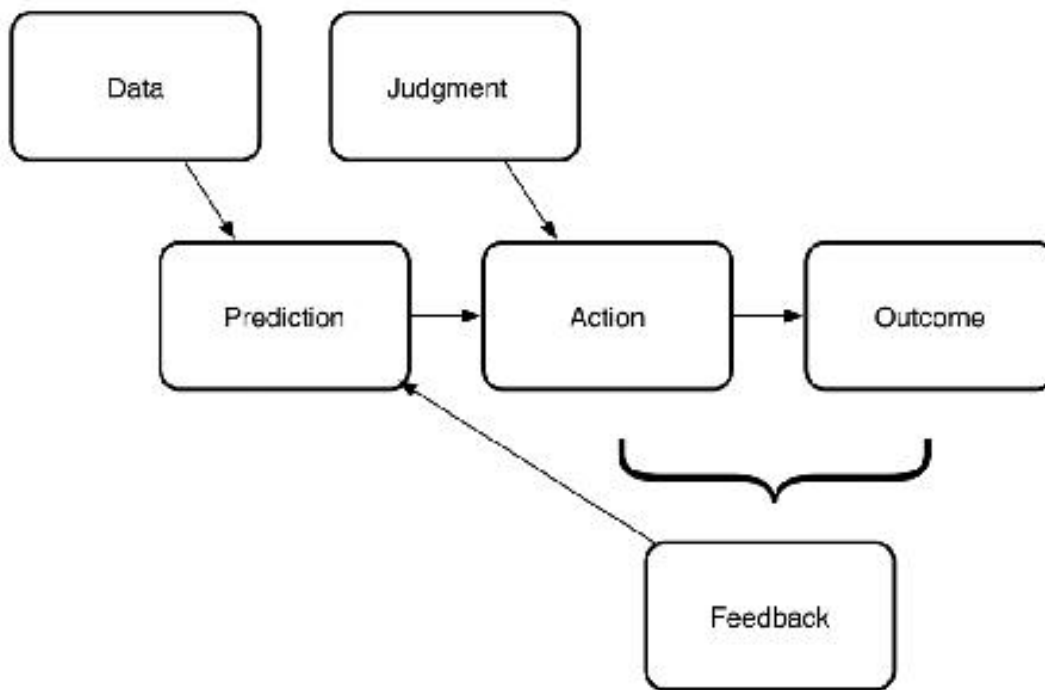 Data
Judgment
Prediction
Action
Outcome
Feedback